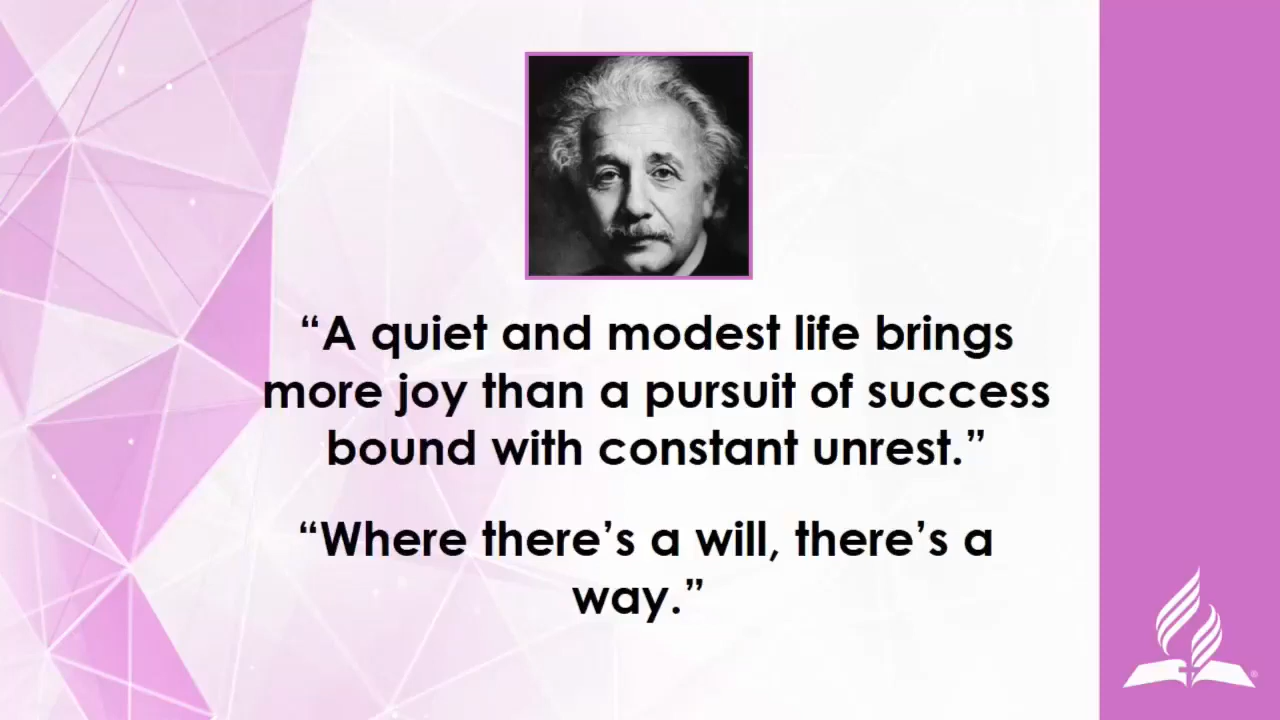 “A quiet and modest life brings
more joy than a pursuit of success
bound with constant unrest.”
“Where there’s a will, there’s a
way.”